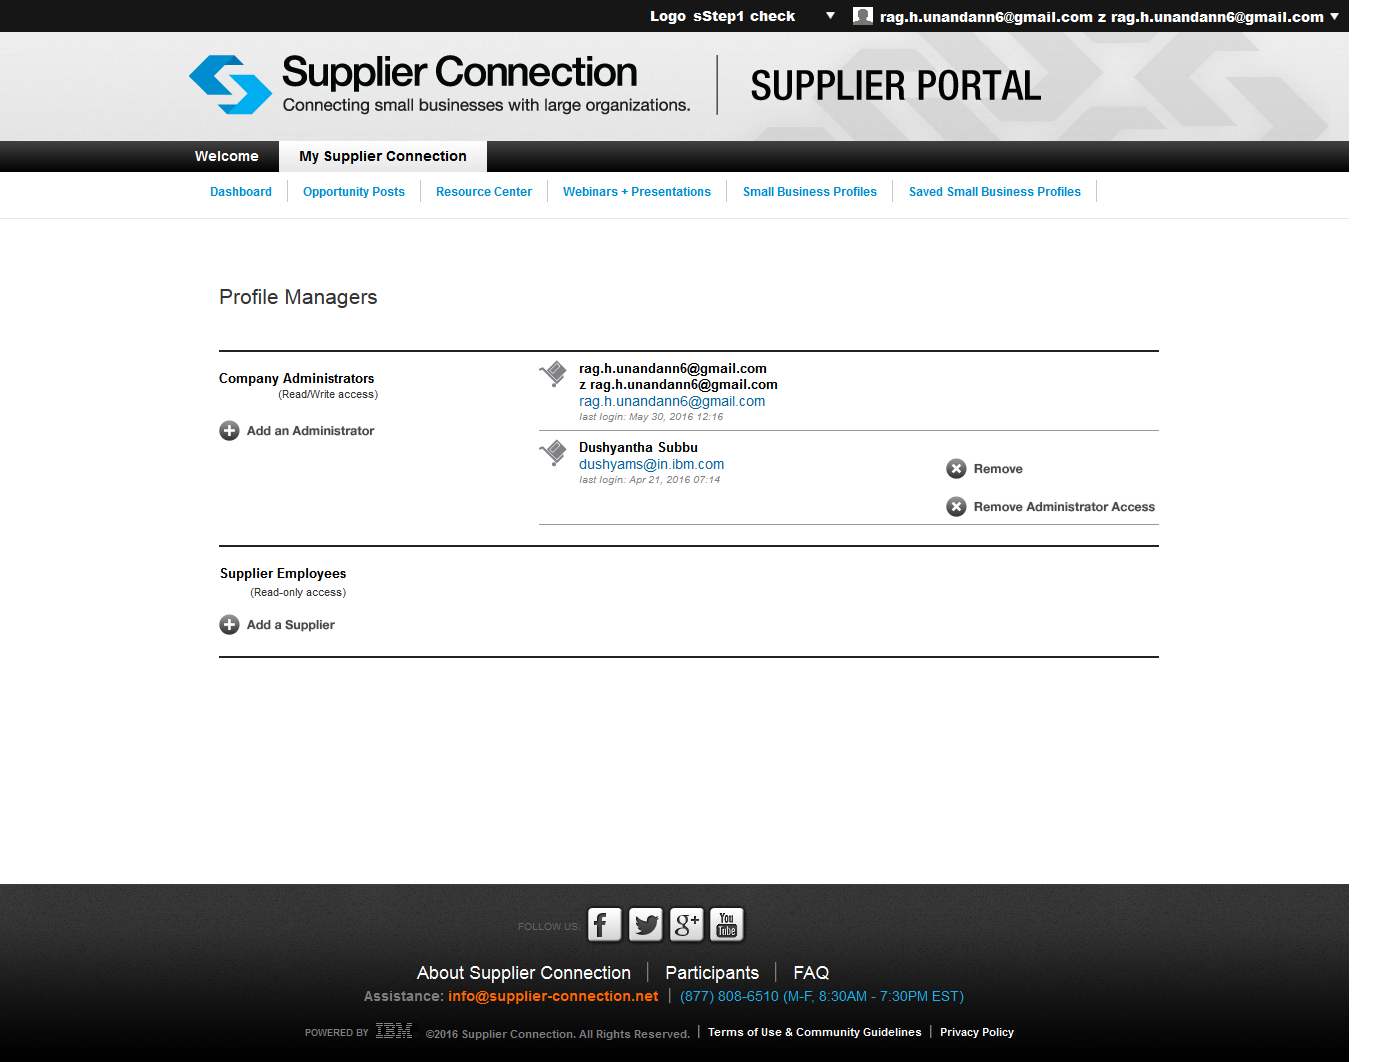 Logo sStep1 check rag.h.unandann6@gmail.com z rag.h.unandann6@gmail.com
Supplier Connection
Connecting small businesses with large organizations.
SUPPLIER PORTAL
Welcome My Supplier Connection
Dashboard Opportunity Posts Resource Center Webinars + Presentations Small Business Profiles Saved Small Business Profiles
Profile Managers
Company Administrators
(Read/Write access)
Add an Administrator
rag.h.unandann6@gmail.com
z rag.h.unandann6@gmail.com
rag.h.unandann6@gmail.com
last login: May 30, 2016 12:16
Dushyantha Subbu
dushyams@in.ibm.com
last login: Apr 21, 2016 07:14
Remove
Remove Administrator Access
Supplier Employees
(Read-only access)
Add a Supplier
FOLLOW US
f g+ You Tube
About Supplier Connection Participants FAQ
Assistance: info@supplier-connection.net (877) 808-6510 (M-F, 8:30AM - 7:30PM EST)
POWERED BY IBM ©2016 Supplier Connection. All Rights Reserved. Terms of Use & Community Guidelines Privacy Policy